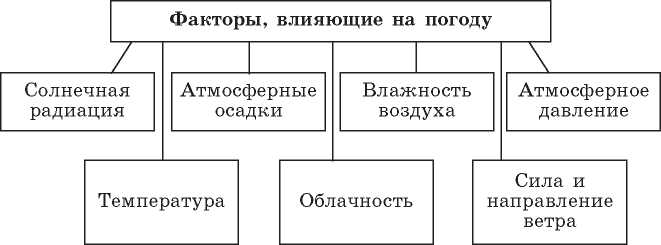 Факторы, влияющие на погоду
Солнечная
радиация
Атмосферные
осадки
Влажность
воздуха
Атмосферное
давление
Температура
Облачность
Сила и
направление
ветра